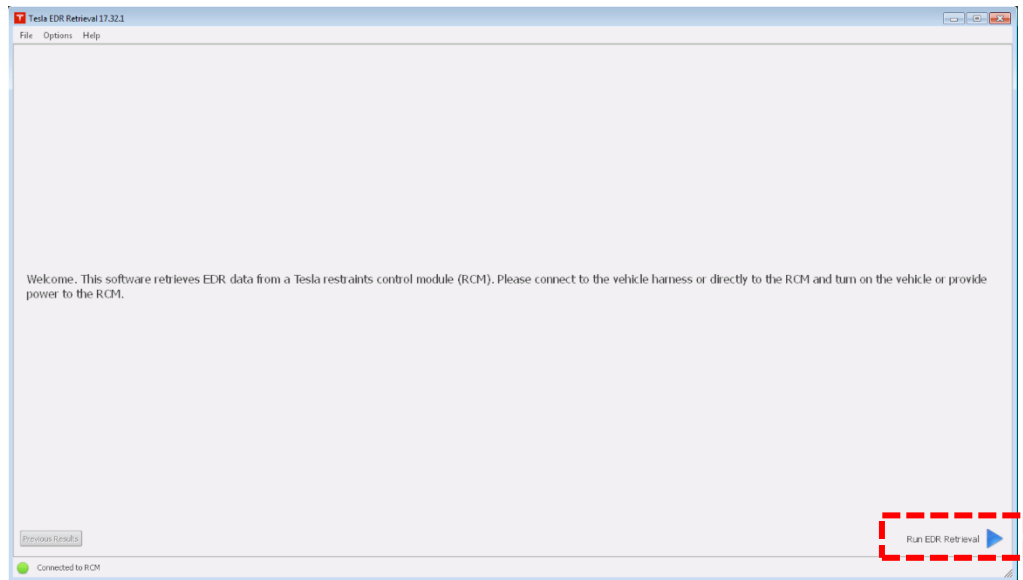 Tesla EDR Retrieval 17.32.1
File Options Help
Welcome. This software retrieves EDR data from a Tesla restraints control module (RCM). Please connect to the vehicle harness or directly to the RCM and turn on the vehicle or provide
power to the RCM.
Previous Results
Run EDR Retrieval
Connected to RCM